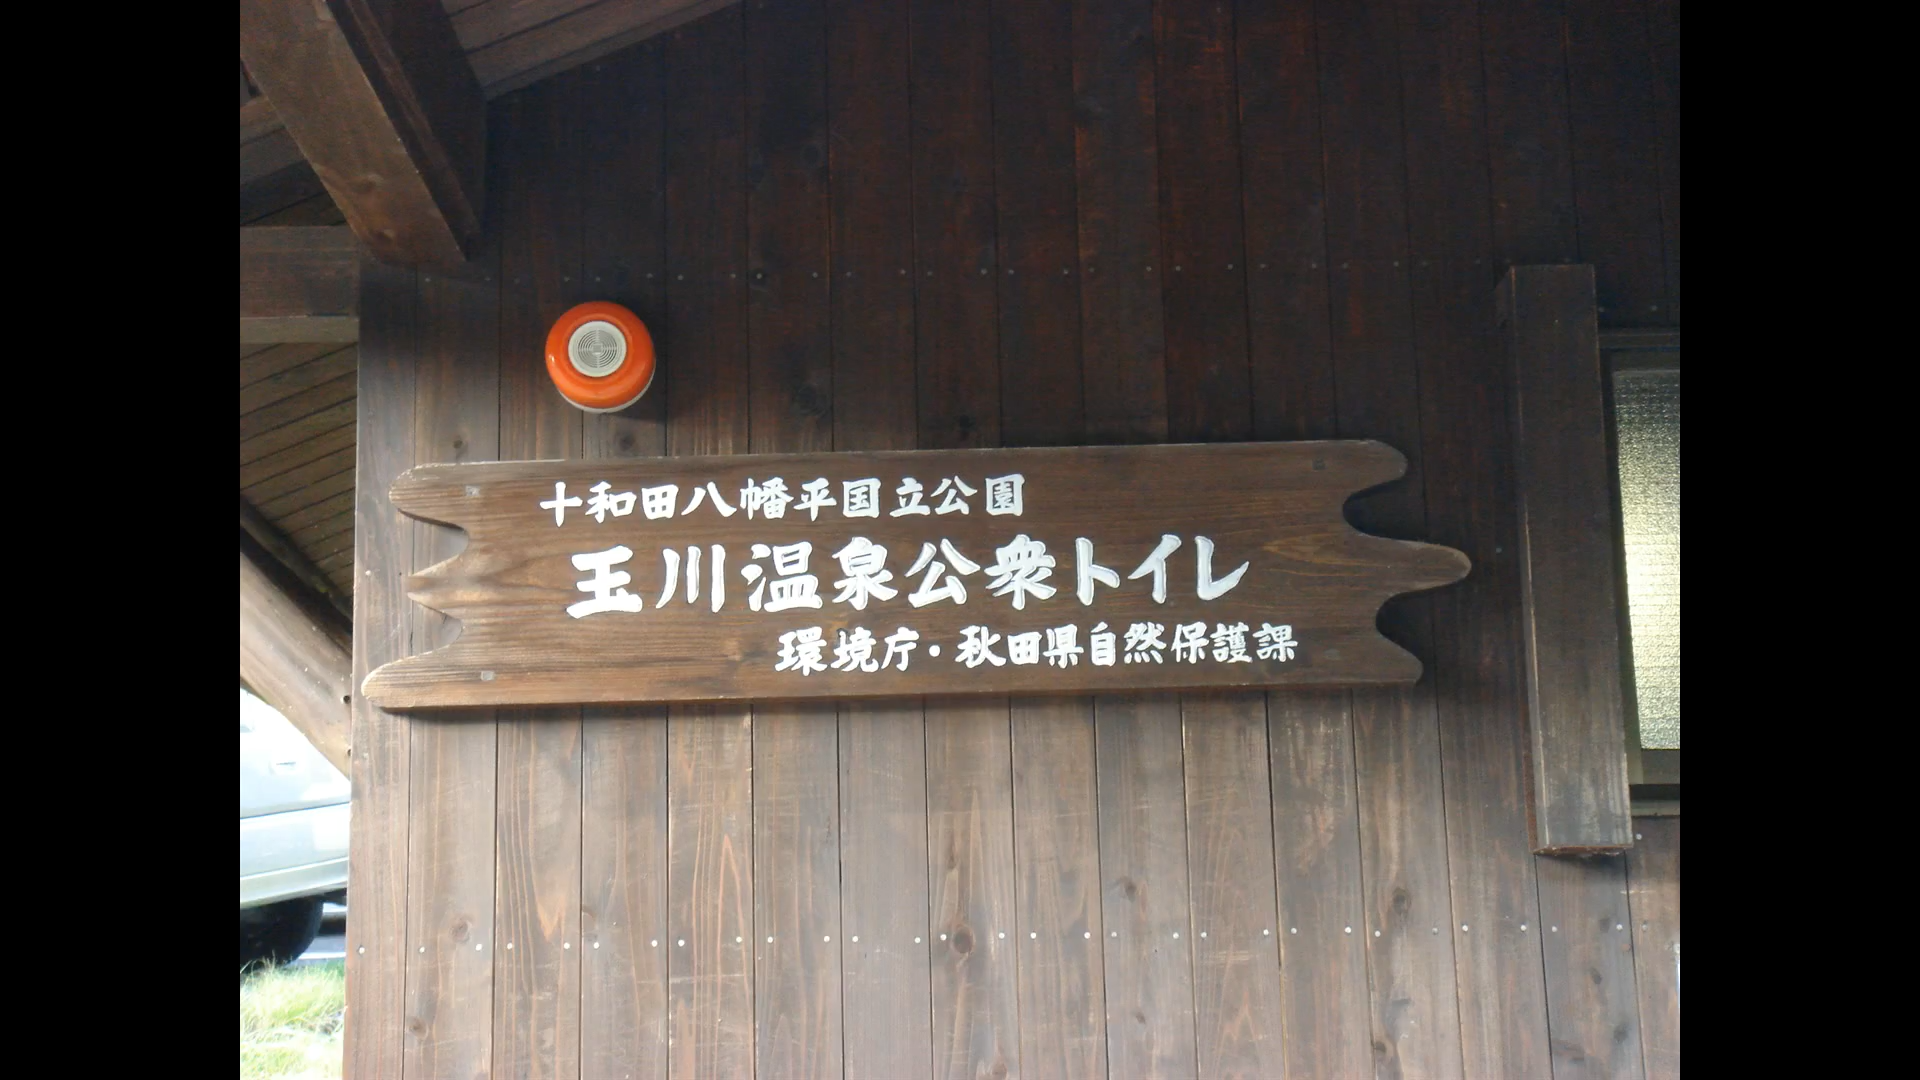 十和田八幡平国立公園
玉川温泉公衆トイレ
環境庁・秋田県自然保護課